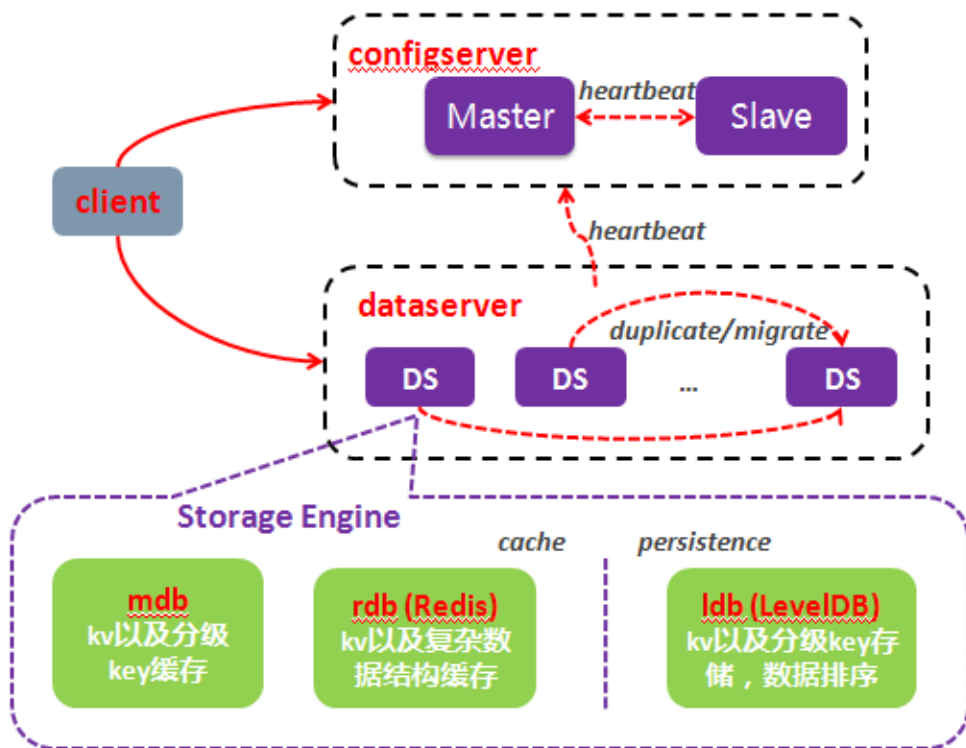 configserver
heartbeat
Master
Slave
client
heartbeat
dataserver
duplicate/migrate
DS
DS
...
DS
Storage Engine
cache
persistence
mdb
kv以及分级
key缓存
rdb (Redis)
kv以及复杂数
据结构缓存
ldb (LevelDB)
kv以及分级key存
储，数据排序